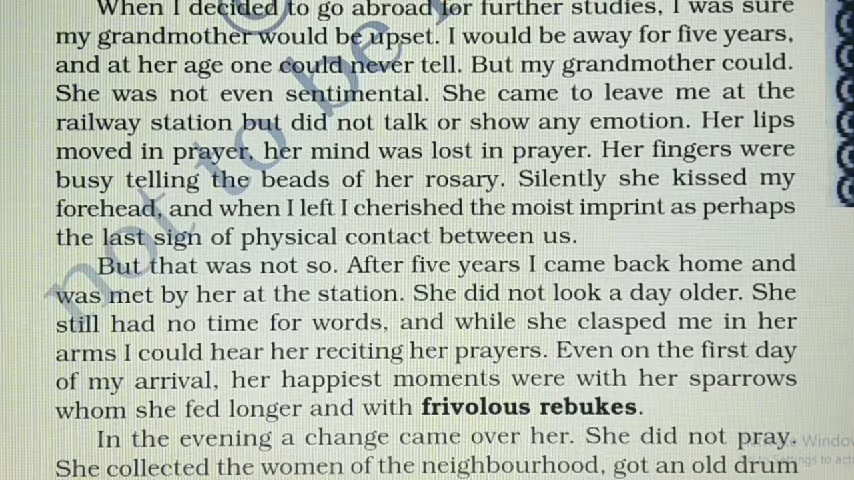 When I decided to go abroad for further studies, I was sure
my grandmother would be upset. I would be away for five years,
and at her age one could never tell. But my grandmother could.
She was not even sentimental. She came to leave me at the
railway station but did not talk or show any emotion. Her lips
moved in prayer, her mind was lost in prayer. Her fingers were
busy telling the beads of her rosary. Silently she kissed my
forehead, and when I left I cherished the moist imprint as perhaps
the last sign of physical contact between us.
But that was not so. After five years I came back home and
was met by her at the station. She did not look a day older. She
still had no time for words, and while she clasped me in her
arms I could hear her reciting her prayers. Even on the first day
of my arrival, her happiest moments were with her sparrows
whom she fed longer and with frivolous rebukes.
In the evening a change came over her. She did not pray.
She collected the women of the neighbourhood, got an old drum
not to be
Windo
Settings to acti